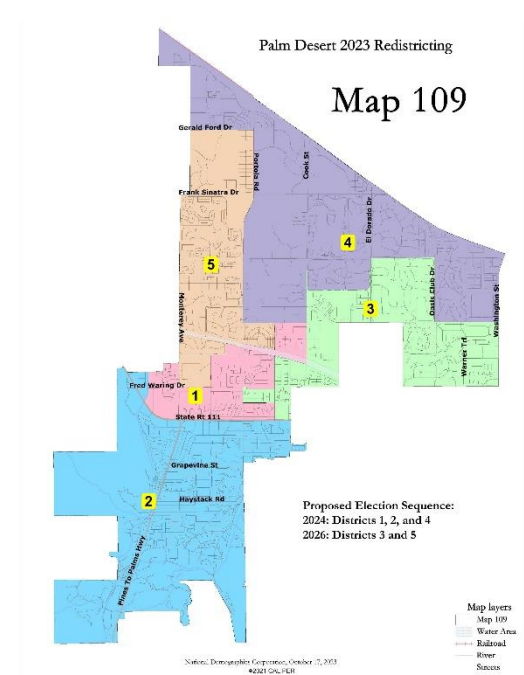 Palm Desert 2023 Redistricting
Map 109
Gerald Ford Dr
Portola Rd
Cook St
Frank Sinatra Dr
El Dorado Dr
4
5
Oasis Club Dr
Washington St
3
Monterey Ave
Warner Trl
Fred Waring Dr
1
State Rt 111
Grapevine St
2
Haystack Rd
Pines To Palms Hwy
Proposed Election Sequence:
2024: Districts 1, 2, and 4
2026: Districts 3 and 5
Map layers
Map 109
Water Area
Railroad
River
Streets
National Demographics Corporation, October 17, 2023
©2021 CALIPER